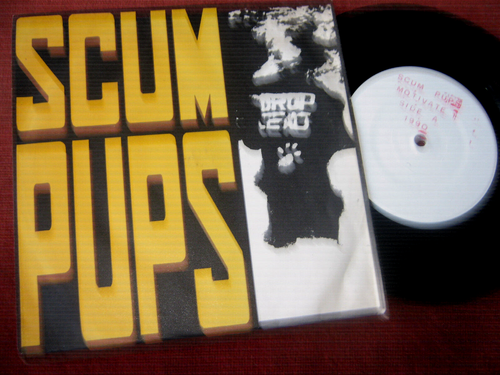 SCUM
PUPS
DROP
DEAD
SCUM PUPS
MOTIVATE
SIDE A
1990